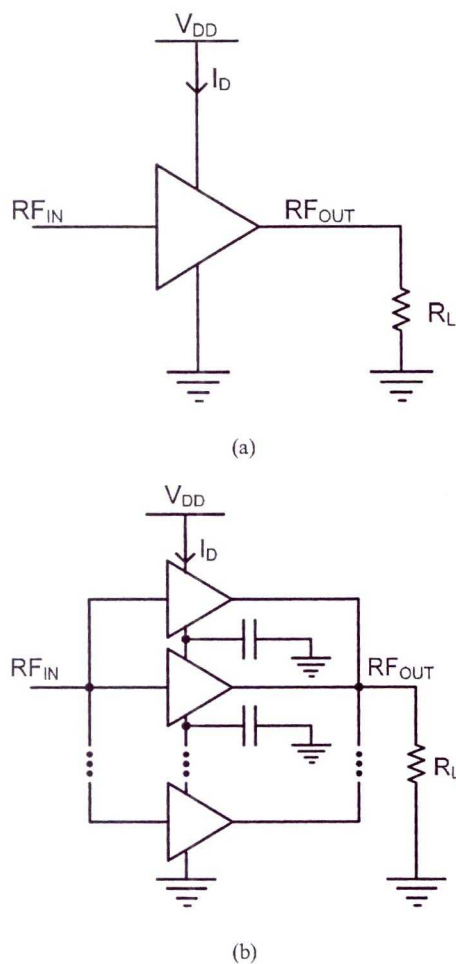 V_DD
I_D
RF_IN
RF_OUT
R_L
(a)
V_DD
I_D
RF_IN
RF_OUT
R_L
(b)